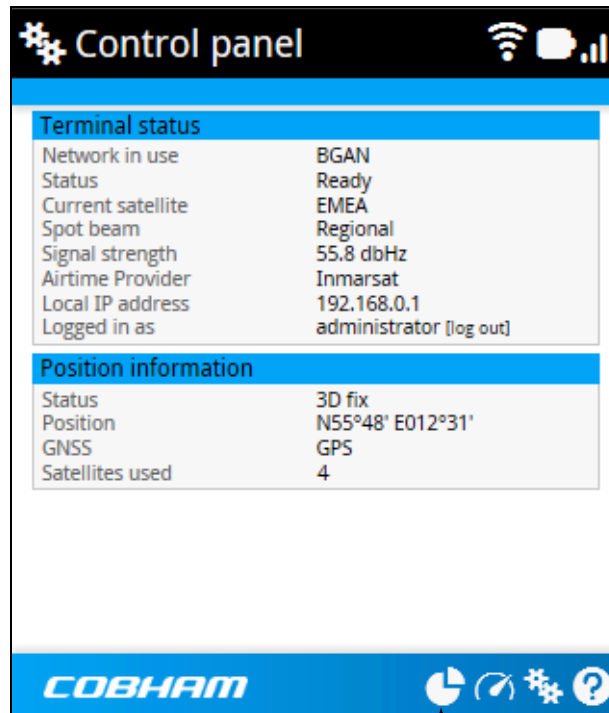 Control panel
Terminal status
Network in use BGAN
Status Ready
Current satellite EMEA
Spot beam Regional
Signal strength 55.8 dbHz
Airtime Provider Inmarsat
Local IP address 192.168.0.1
Logged in as administrator [log out]
Position information
Status 3D fix
Position N55°48' E012°31'
GNSS GPS
Satellites used 4
COBHAM ?